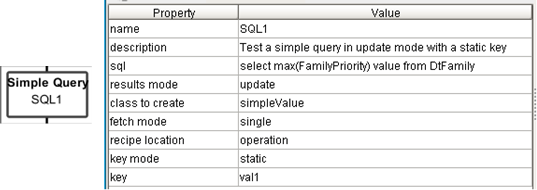 Simple Query
SQL1
Property Value
name SQL1
description Test a simple query in update mode with a static key
sql select max(FamilyPriority) value from DtFamily
results mode update
class to create simpleValue
fetch mode single
recipe location operation
key mode static
key val1